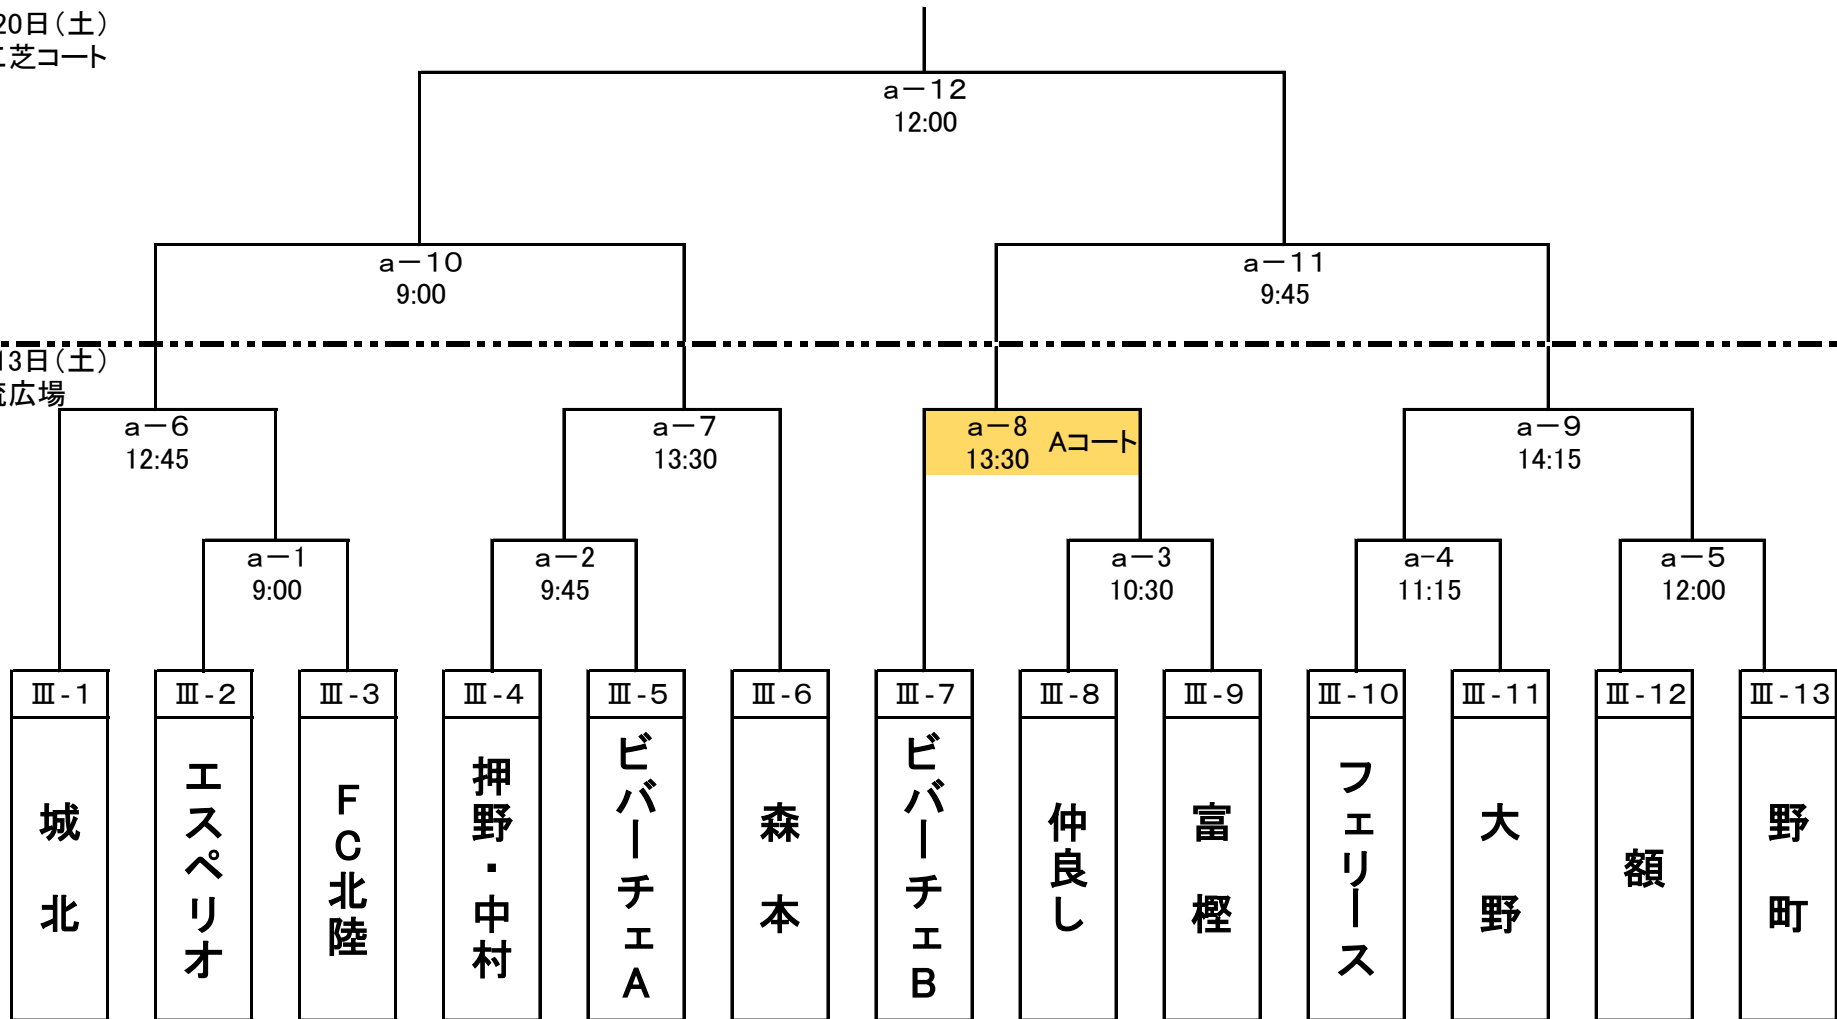 20日(土)
芝コート
a-12
12:00
a-10
9:00
a-11
9:45
13日(土)
広場
a-6
12:45
a-7
13:30
a-8
13:30
Aコート
a-9
14:15
a-1
9:00
a-2
9:45
a-3
10:30
a-4
11:15
a-5
12:00
Ⅲ-1
Ⅲ-2
Ⅲ-3
Ⅲ-4
Ⅲ-5
Ⅲ-6
Ⅲ-7
Ⅲ-8
Ⅲ-9
Ⅲ-10
Ⅲ-11
Ⅲ-12
Ⅲ-13
城北
エスペリオ
FC北陸
押野・中村
ビバーチェA
森本
ビバーチェB
仲良し
富樫
フェリース
大野
額
野町